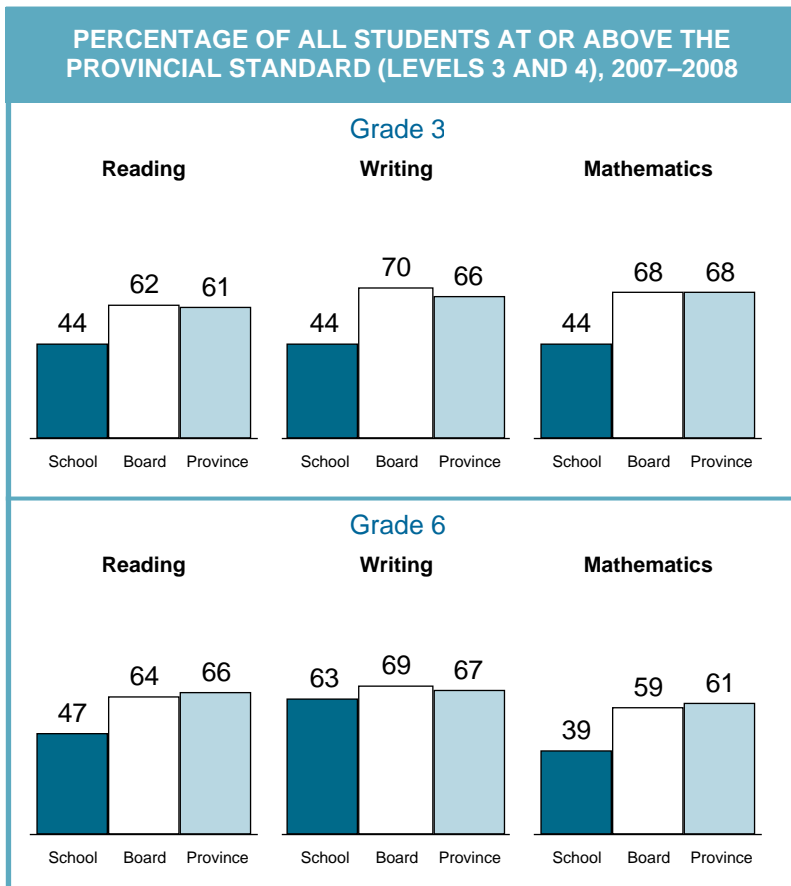 PERCENTAGE OF ALL STUDENTS AT OR ABOVE THE
PROVINCIAL STANDARD (LEVELS 3 AND 4), 2007–2008
Grade 3
Reading Writing Mathematics
44 62 61 44 70 66 44 68 68
School Board Province School Board Province School Board Province
Grade 6
Reading Writing Mathematics
47 64 66 63 69 67 39 59 61
School Board Province School Board Province School Board Province